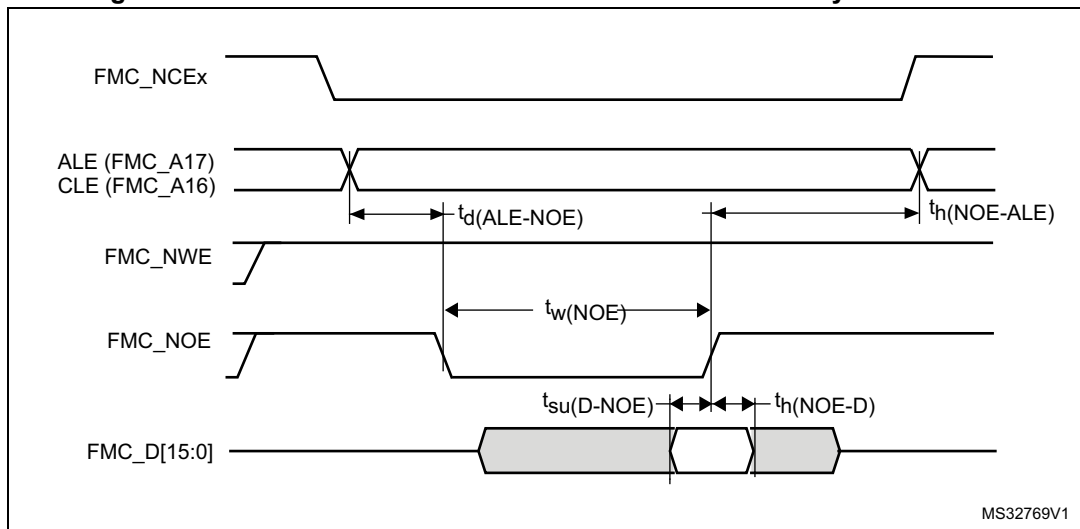 FMC_NCEx
ALE (FMC_A17)
CLE (FMC_A16)
td(ALE-NOE)
th(NOE-ALE)
FMC_NWE
tw(NOE)
FMC_NOE
tsu(D-NOE)
th(NOE-D)
FMC_D[15:0]
MS32769V1